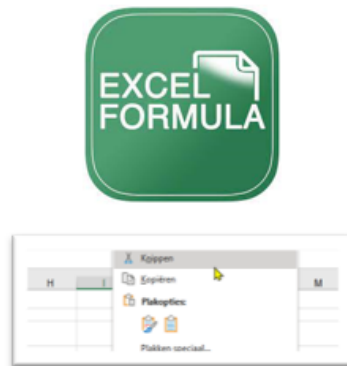 EXCEL
FORMULA
Knippen
H I M
Kopiëren
Plakopties:
Plakken speciaal...